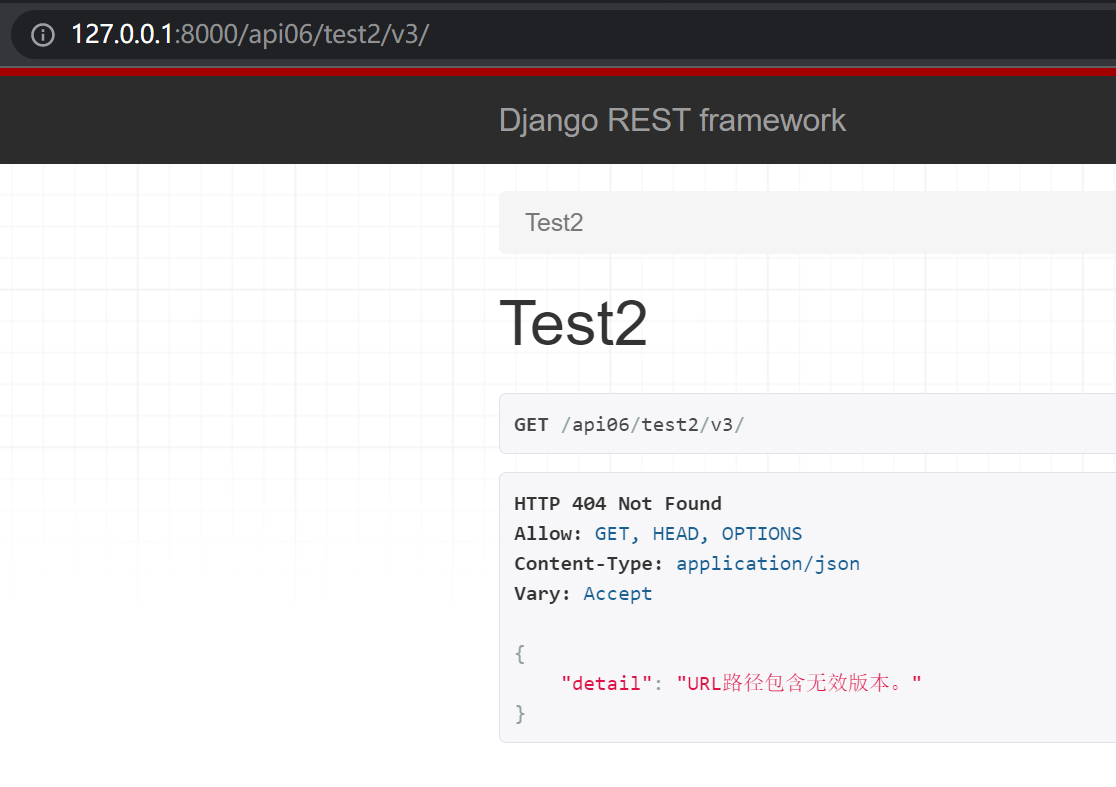 127.0.0.1:8000/api06/test2/v3/
Django REST framework
Test2
Test2
GET /api06/test2/v3/
HTTP 404 Not Found
Allow: GET, HEAD, OPTIONS
Content-Type: application/json
Vary: Accept
{
"detail": "URL路径包含无效版本。"
}